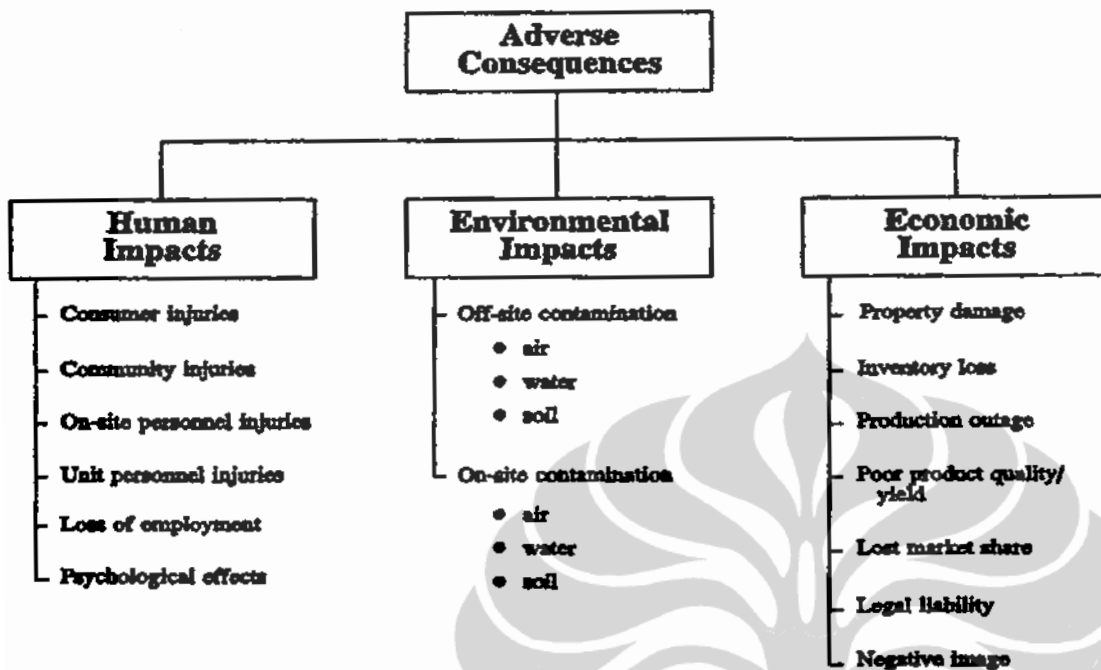 Adverse
Consequences
Human
Impacts
Consumer injuries
Community injuries
On-site personnel injuries
Unit personnel injuries
Loss of employment
Psychological effects
Environmental
Impacts
Off-site contamination
• air
• water
• soil
On-site contamination
• air
• water
• soil
Economic
Impacts
Property damage
Inventory loss
Production outage
Poor product quality/
yield
Lost market share
Legal liability
Negative image